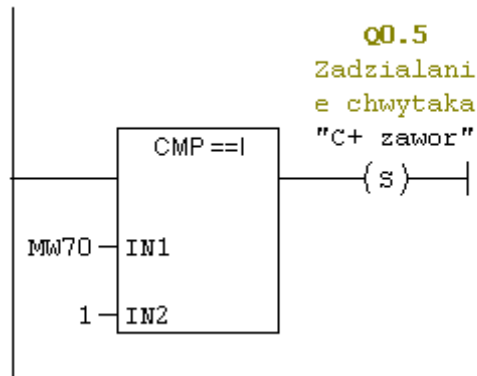 Q0.5
Zadzialani
e chwytaka
"C+ zawor"
CMP ==I
(S)
MW70 IN1
1 IN2